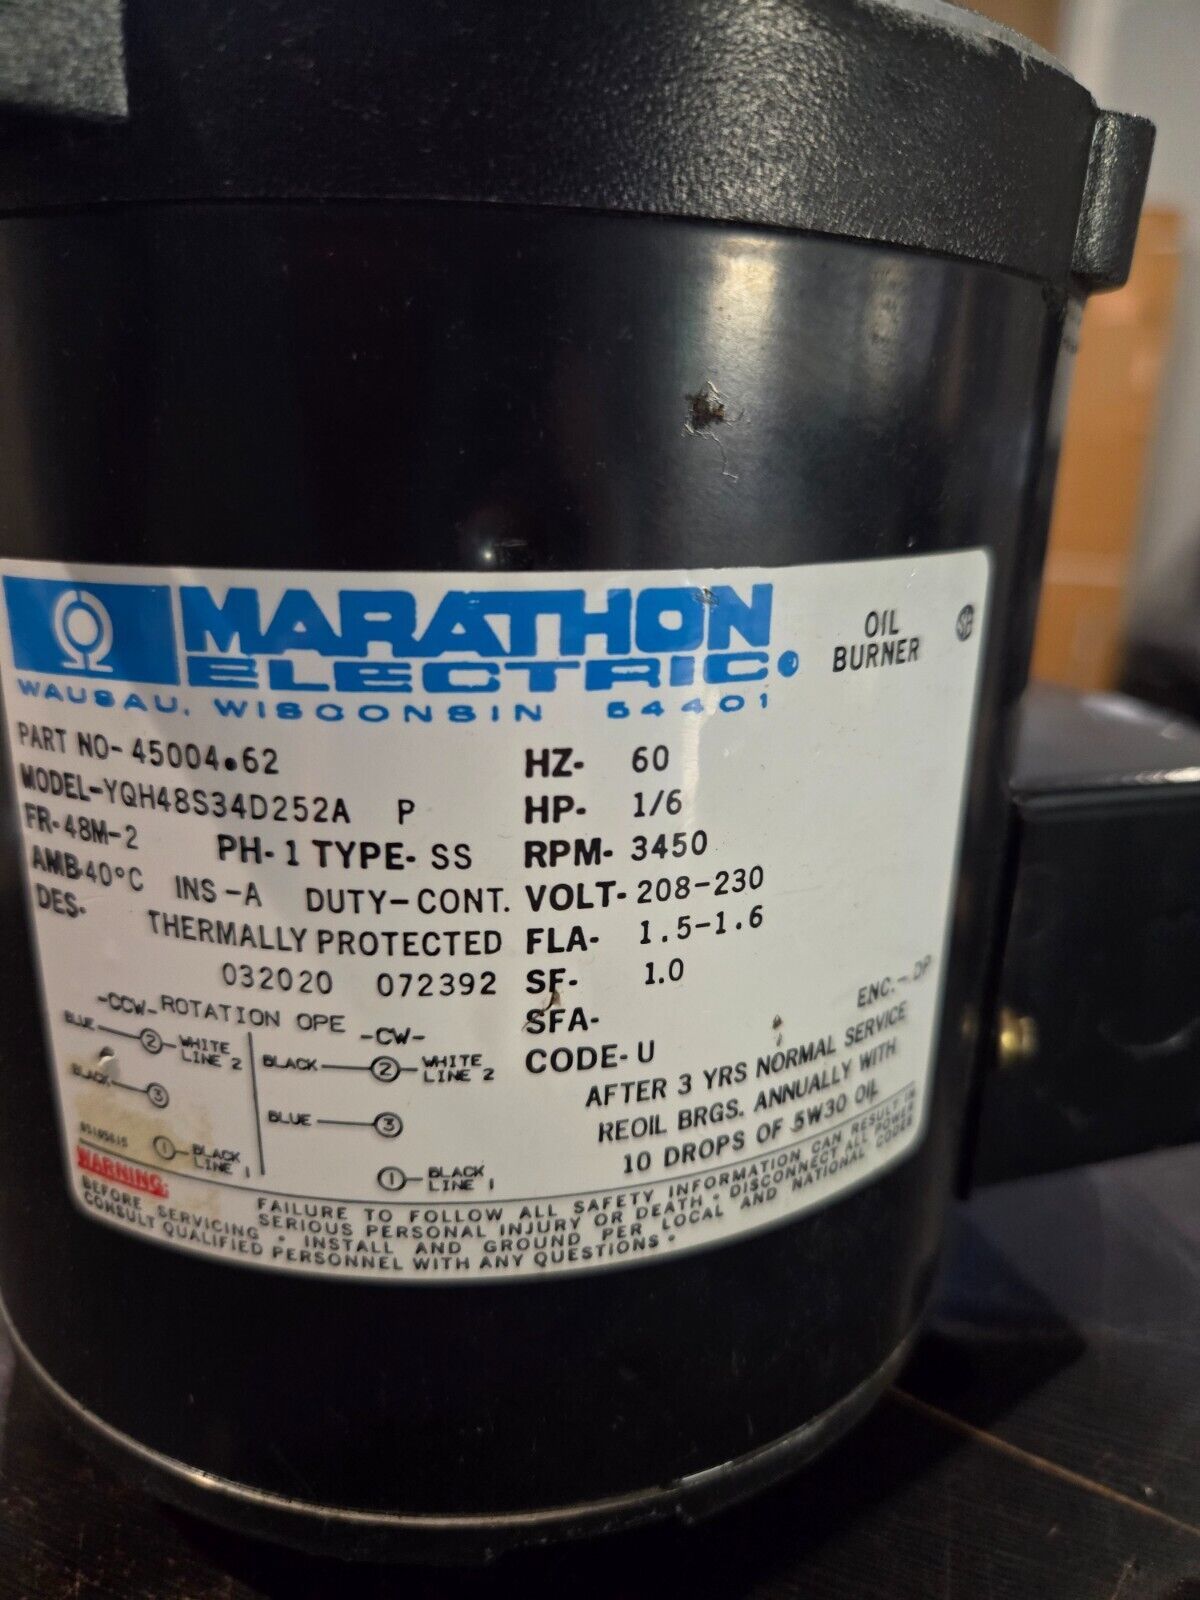 MARATHON
ELECTRIC
WAUSAU, WISCONSIN 54401
OIL
BURNER
SA
PART NO- 45004.62
MODEL-YQH48S34D252A P
FR-48M-2
PH- 1 TYPE- SS
AMB-40°C INS-A DUTY-CONT.
DES-
THERMALLY PROTECTED
032020 072392
HZ- 60
HP- 1/6
RPM- 3450
VOLT- 208-230
FLA- 1.5-1.6
SF- 1.0
SFA-
CODE- U
ENC.-DP
-CCW-ROTATION OPE -CW-
BLUE 2 WHITE
LINE 2
BLACK 3
1 BLACK
LINE 1
BLACK 2 WHITE
LINE 2
BLUE 3
1 BLACK
LINE 1
AFTER 3 YRS NORMAL SERVICE
REOIL BRGS. ANNUALLY WITH
10 DROPS OF 5W30 OIL
WARNING: FAILURE TO FOLLOW ALL SAFETY INFORMATION CAN RESULT IN
SERIOUS PERSONAL INJURY OR DEATH • DISCONNECT ALL POWER
BEFORE SERVICING • INSTALL AND GROUND PER LOCAL AND NATIONAL CODES
CONSULT QUALIFIED PERSONNEL WITH ANY QUESTIONS •